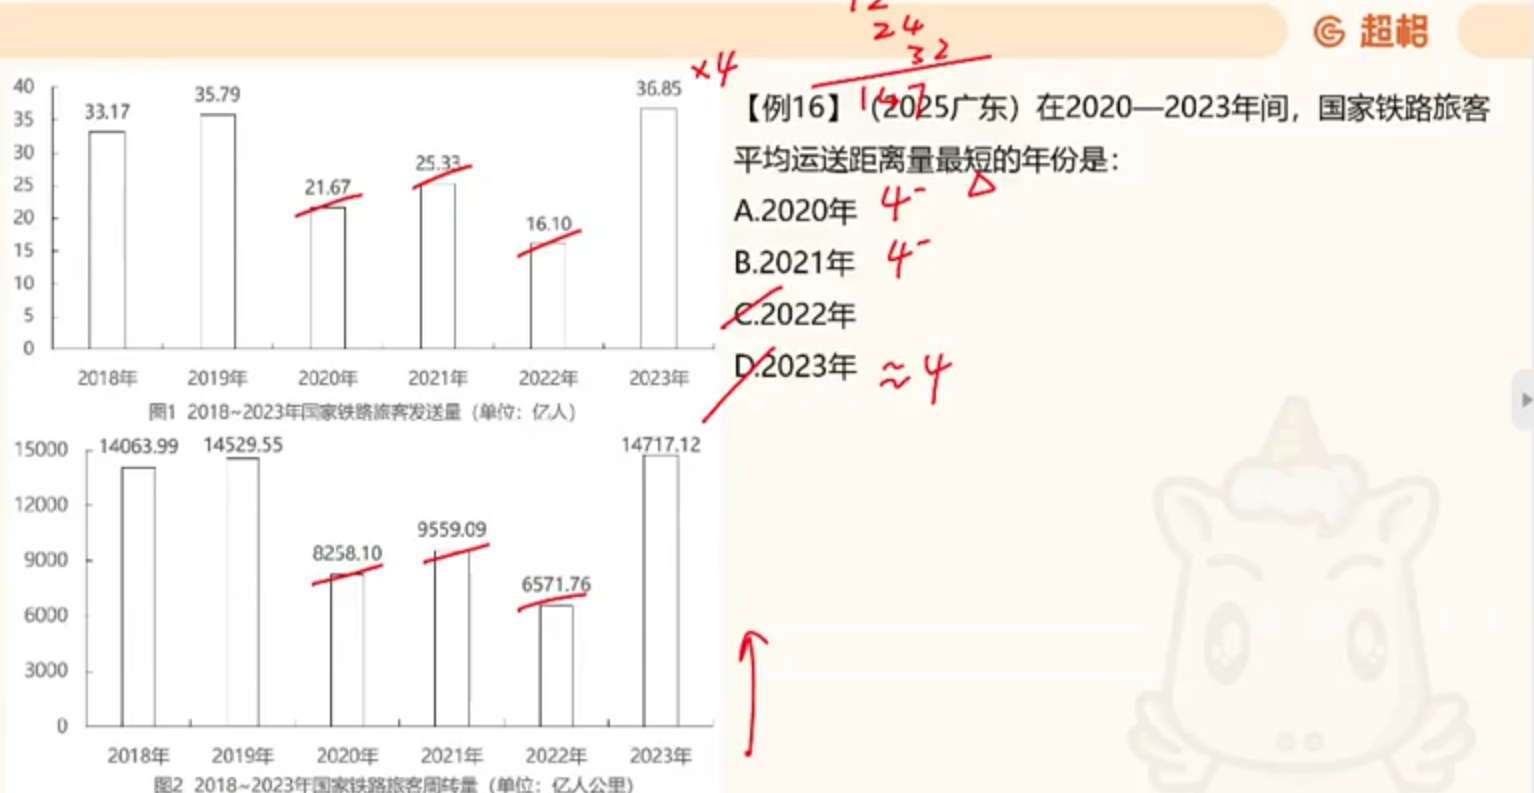 12
24
32
147
超格
×4
40
35
30
25
20
15
10
5
0
33.17
35.79
21.67
25.33
16.10
36.85
2018年
2019年
2020年
2021年
2022年
2023年
图1 2018~2023年国家铁路旅客发送量（单位：亿人）
15000
12000
9000
6000
3000
0
14063.99
14529.55
8258.10
9559.09
6571.76
14717.12
2018年
2019年
2020年
2021年
2022年
2023年
图2 2018~2023年国家铁路旅客周转量（单位：亿人公里）
【例16】（2025广东）在2020—2023年间，国家铁路旅客
平均运送距离量最短的年份是：
A.2020年 4⁻ △
B.2021年 4⁻
C.2022年
D.2023年 ≈4